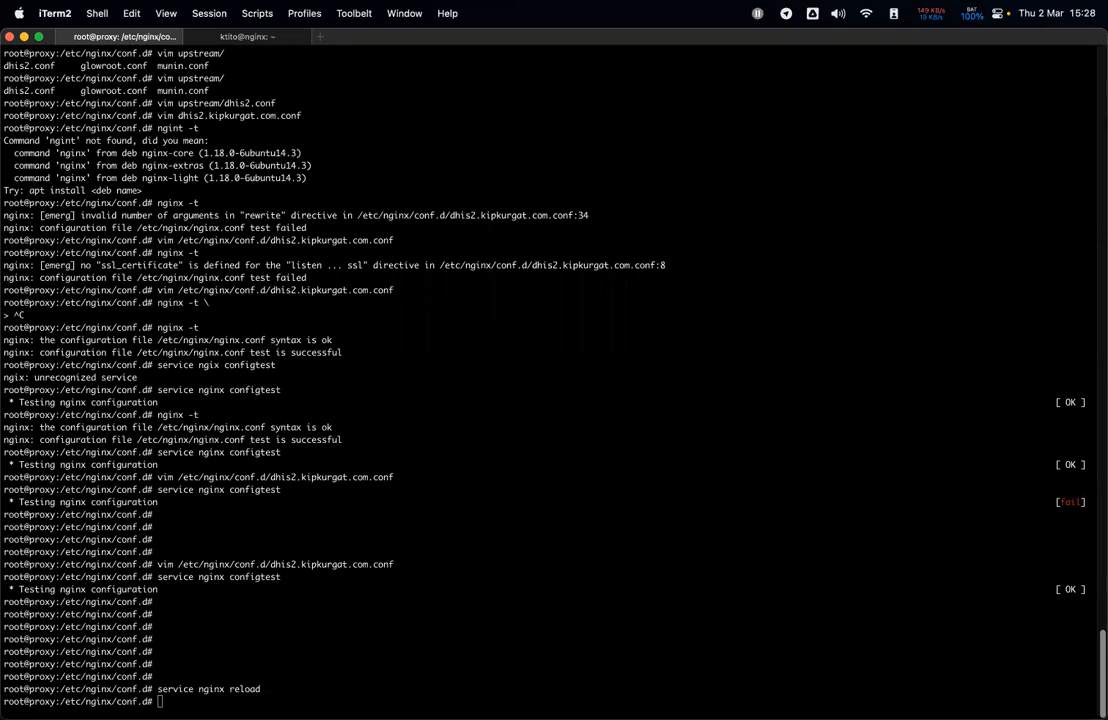 iTerm2 Shell Edit View Session Scripts Profiles Toolbelt Window Help 149 KB/s 19 KB/s BAT 100% Thu 2 Mar 15:28
root@proxy: /etc/nginx/co... ktito@nginx: ~ +
root@proxy:/etc/nginx/conf.d# vim upstream/
dhis2.conf glowroot.conf munin.conf
root@proxy:/etc/nginx/conf.d# vim upstream/
dhis2.conf glowroot.conf munin.conf
root@proxy:/etc/nginx/conf.d# vim upstream/dhis2.conf
root@proxy:/etc/nginx/conf.d# vim dhis2.kipkurgat.com.conf
root@proxy:/etc/nginx/conf.d# ngint -t
Command 'ngint' not found, did you mean:
command 'nginx' from deb nginx-core (1.18.0-6ubuntu14.3)
command 'nginx' from deb nginx-extras (1.18.0-6ubuntu14.3)
command 'nginx' from deb nginx-light (1.18.0-6ubuntu14.3)
Try: apt install <deb name>
root@proxy:/etc/nginx/conf.d# nginx -t
nginx: [emerg] invalid number of arguments in "rewrite" directive in /etc/nginx/conf.d/dhis2.kipkurgat.com.conf:34
nginx: configuration file /etc/nginx/nginx.conf test failed
root@proxy:/etc/nginx/conf.d# vim /etc/nginx/conf.d/dhis2.kipkurgat.com.conf
root@proxy:/etc/nginx/conf.d# nginx -t
nginx: [emerg] no "ssl_certificate" is defined for the "listen ... ssl" directive in /etc/nginx/conf.d/dhis2.kipkurgat.com.conf:8
nginx: configuration file /etc/nginx/nginx.conf test failed
root@proxy:/etc/nginx/conf.d# vim /etc/nginx/conf.d/dhis2.kipkurgat.com.conf
root@proxy:/etc/nginx/conf.d# nginx -t \
> ^C
root@proxy:/etc/nginx/conf.d# nginx -t
nginx: the configuration file /etc/nginx/nginx.conf syntax is ok
nginx: configuration file /etc/nginx/nginx.conf test is successful
root@proxy:/etc/nginx/conf.d# service ngix configtest
ngix: unrecognized service
root@proxy:/etc/nginx/conf.d# service nginx configtest
* Testing nginx configuration [ OK ]
root@proxy:/etc/nginx/conf.d# nginx -t
nginx: the configuration file /etc/nginx/nginx.conf syntax is ok
nginx: configuration file /etc/nginx/nginx.conf test is successful
root@proxy:/etc/nginx/conf.d# service nginx configtest
* Testing nginx configuration [ OK ]
root@proxy:/etc/nginx/conf.d# vim /etc/nginx/conf.d/dhis2.kipkurgat.com.conf
root@proxy:/etc/nginx/conf.d# service nginx configtest
* Testing nginx configuration [fail]
root@proxy:/etc/nginx/conf.d#
root@proxy:/etc/nginx/conf.d#
root@proxy:/etc/nginx/conf.d#
root@proxy:/etc/nginx/conf.d#
root@proxy:/etc/nginx/conf.d# vim /etc/nginx/conf.d/dhis2.kipkurgat.com.conf
root@proxy:/etc/nginx/conf.d# service nginx configtest
* Testing nginx configuration [ OK ]
root@proxy:/etc/nginx/conf.d#
root@proxy:/etc/nginx/conf.d#
root@proxy:/etc/nginx/conf.d#
root@proxy:/etc/nginx/conf.d#
root@proxy:/etc/nginx/conf.d#
root@proxy:/etc/nginx/conf.d#
root@proxy:/etc/nginx/conf.d#
root@proxy:/etc/nginx/conf.d# service nginx reload
root@proxy:/etc/nginx/conf.d#